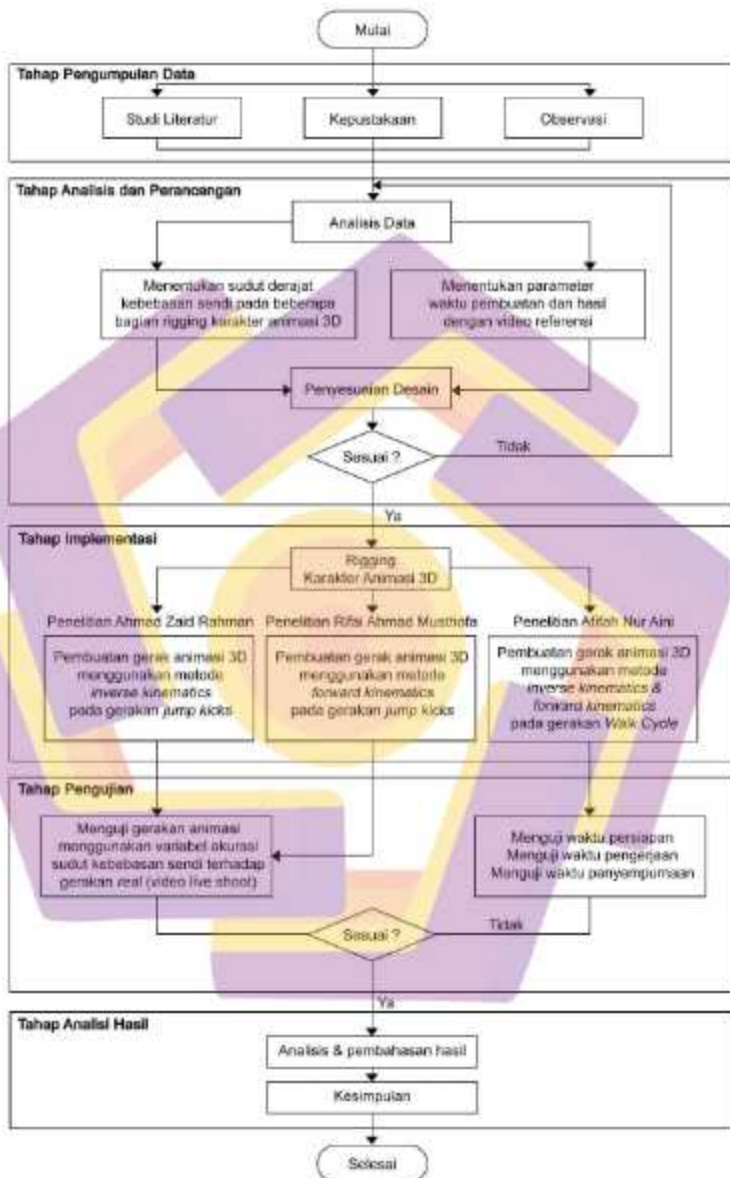 Mulai
Tahap Pengumpulan Data
Studi Literatur
Kepustakaan
Observasi
Tahap Analisis dan Perancangan
Analisis Data
Menentukan sudut derajat
kebebasan sendi pada beberapa
bagian rigging karakter animasi 3D
Menentukan parameter
waktu pembuatan dan hasil
dengan video referensi
Penyesunian Desain
Sesuai ?
Tidak
Ya
Tahap Implementasi
Rigging
Karakter Animasi 3D
Penelitian Ahmad Zaid Rahman
Pembuatan gerak animasi 3D
menggunakan metode
inverse kinematics
pada gerakan jump kicks
Penelitian Rifai Ahmad Musthofa
Pembuatan gerak animasi 3D
menggunakan metode
forward kinematics
pada gerakan jump kicks
Penelitian Afifah Nur Aini
Pembuatan gerak animasi 3D
menggunakan metode
inverse kinematics &
forward kinematics
pada gerakan Walk Cycle
Tahap Pengujian
Menguji gerakan animasi
menggunakan variabel akurasi
sudut kebebasan sendi terhadap
gerakan real (video live shoot)
Menguji waktu persiapan
Menguji waktu pengerjaan
Menguji waktu penyempurnaan
Sesuai ?
Tidak
Ya
Tahap Analisi Hasil
Analisis & pembahasan hasil
Kesimpulan
Selesai